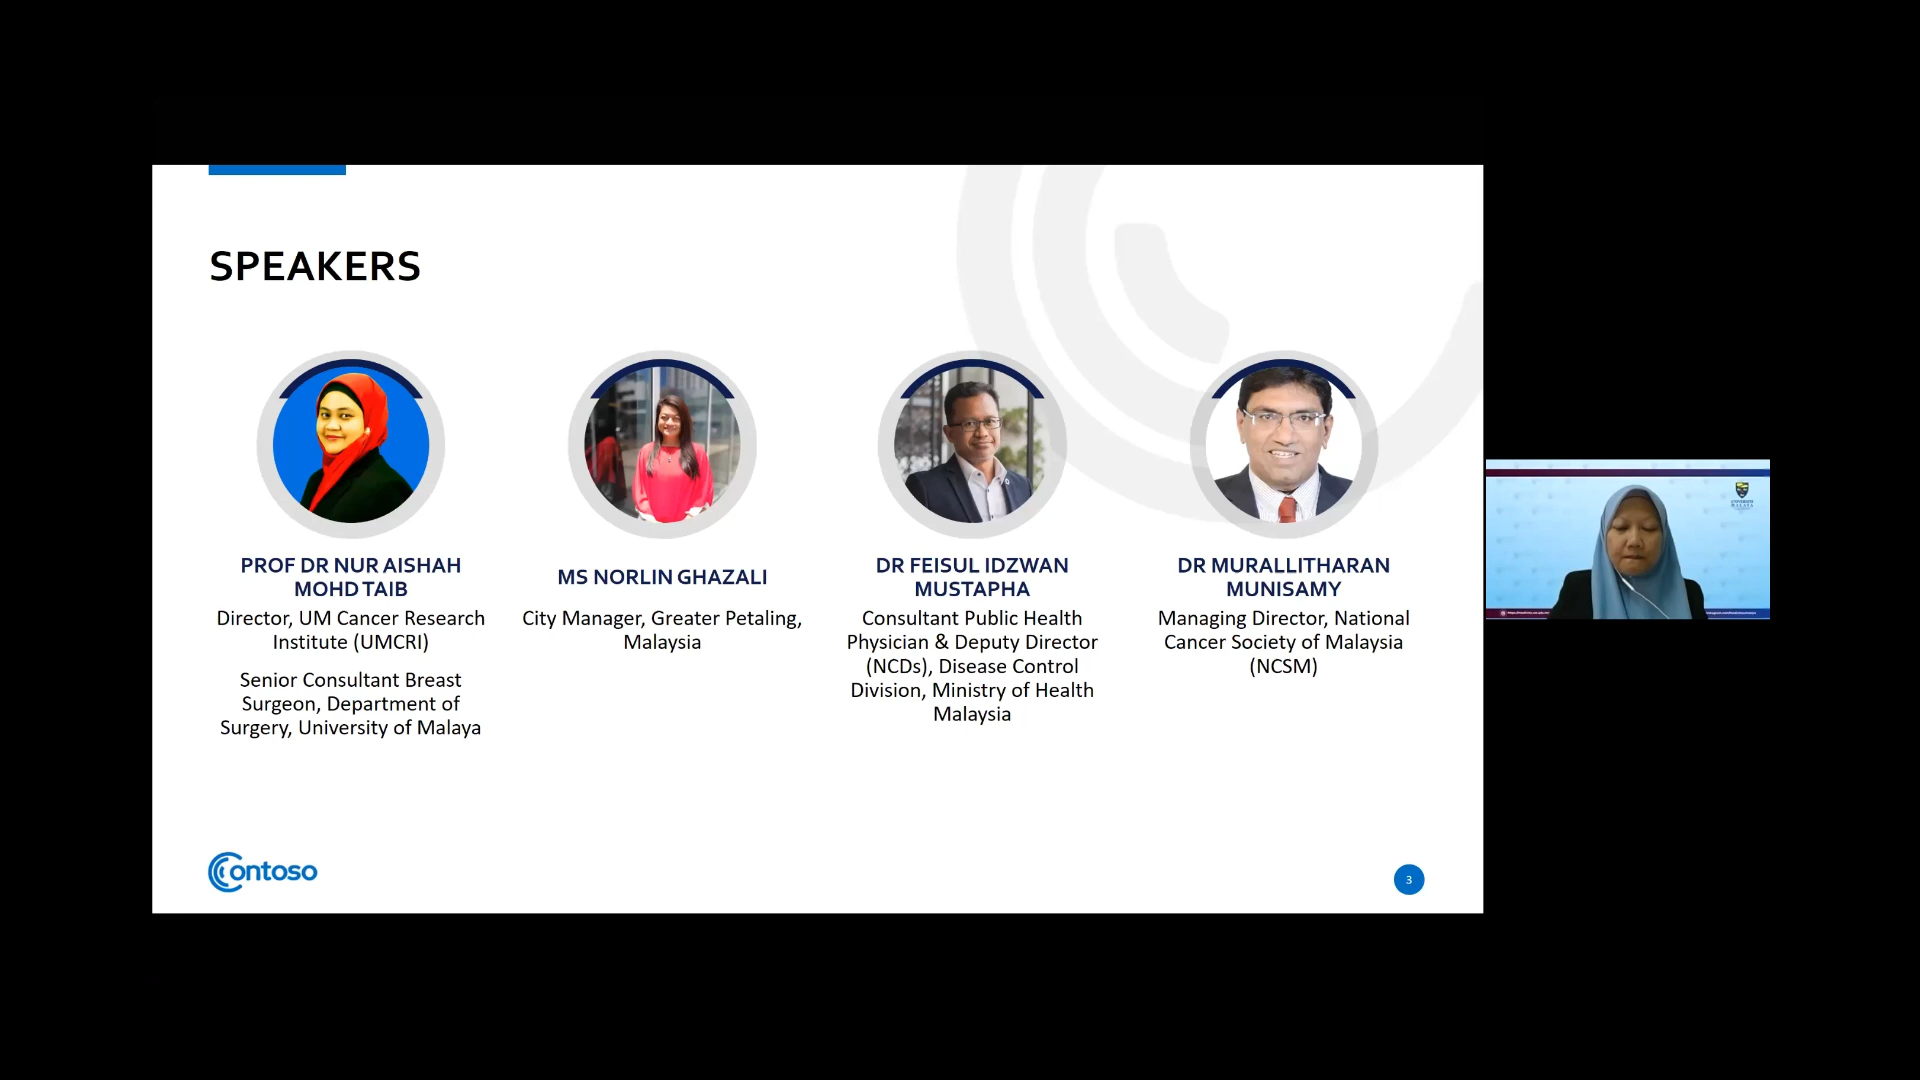 SPEAKERS
PROF DR NUR AISHAH
MOHD TAIB
Director, UM Cancer Research
Institute (UMCRI)
Senior Consultant Breast
Surgeon, Department of
Surgery, University of Malaya
MS NORLIN GHAZALI
City Manager, Greater Petaling,
Malaysia
DR FEISUL IDZWAN
MUSTAPHA
Consultant Public Health
Physician & Deputy Director
(NCDs), Disease Control
Division, Ministry of Health
Malaysia
DR MURALLITHARAN
MUNISAMY
Managing Director, National
Cancer Society of Malaysia
(NCSM)
UNIVERSITI
MALAYA
Contoso
3